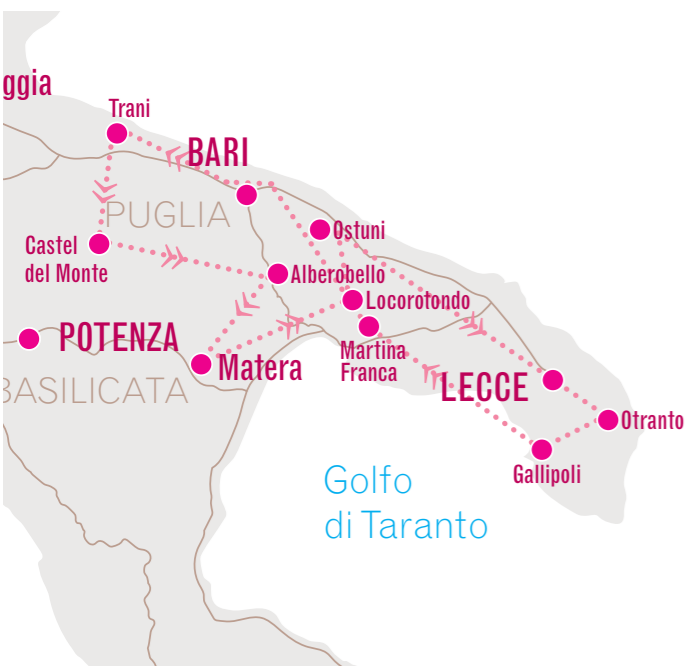 ggia
Trani
BARI
PUGLIA
Ostuni
Castel
del Monte
Alberobello
Locorotondo
POTENZA
Martina
Franca
Matera
BASILICATA
LECCE
Otranto
Gallipoli
Golfo
di Taranto